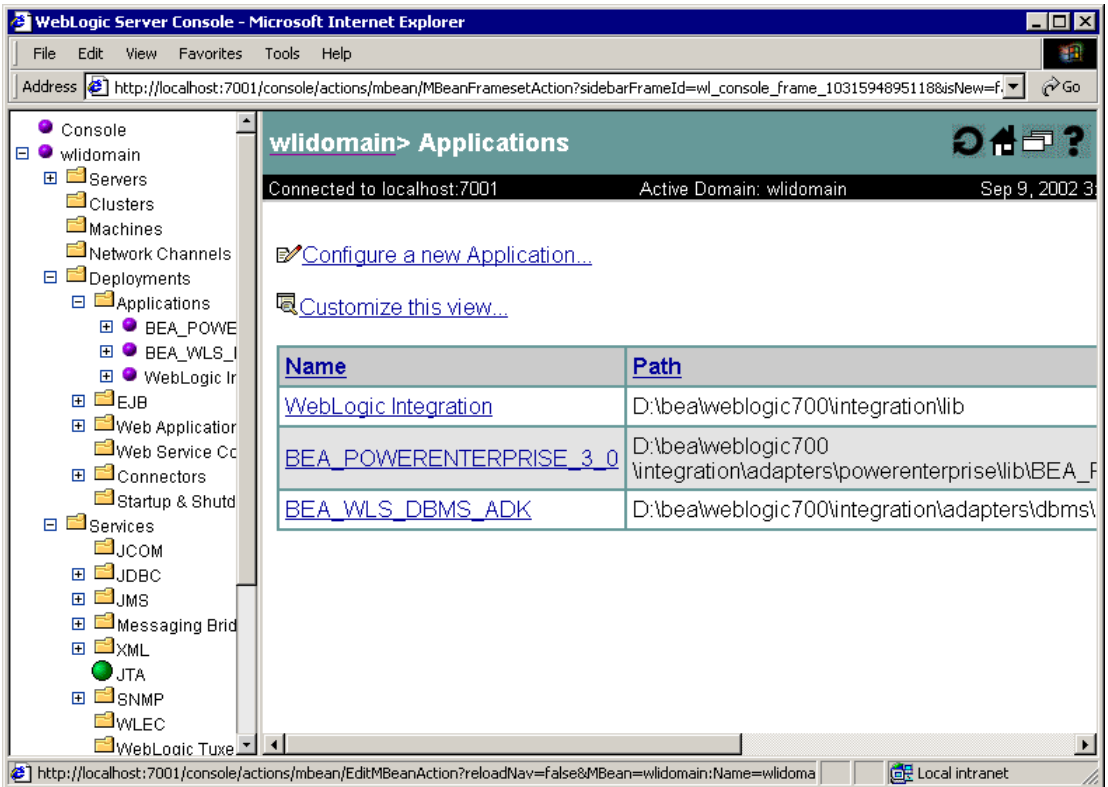 WebLogic Server Console - Microsoft Internet Explorer
File Edit View Favorites Tools Help
Address http://localhost:7001/console/actions/mbean/MBeanFramesetAction?sidebarFrameId=wl_console_frame_1031594895118&isNew=f Go
Console
wlidomain
Servers
Clusters
Machines
Network Channels
Deployments
Applications
BEA_POWE
BEA_WLS_
WebLogic Ir
EJB
Web Applicatior
Web Service Cc
Connectors
Startup & Shutd
Services
JCOM
JDBC
JMS
Messaging Brid
XML
JTA
SNMP
WLEC
WebLogic Tuxe
wlidomain> Applications
Connected to localhost:7001 Active Domain: wlidomain Sep 9, 2002 3:
Configure a new Application...
Customize this view...
Name Path
WebLogic Integration D:\bea\weblogic700\integration\lib
BEA_POWERENTERPRISE_3_0 D:\bea\weblogic700
\integration\adapters\powerenterprise\lib\BEA_
BEA_WLS_DBMS_ADK D:\bea\weblogic700\integration\adapters\dbms\
http://localhost:7001/console/actions/mbean/EditMBeanAction?reloadNav=false&MBean=wlidomain:Name=wlidoma Local intranet